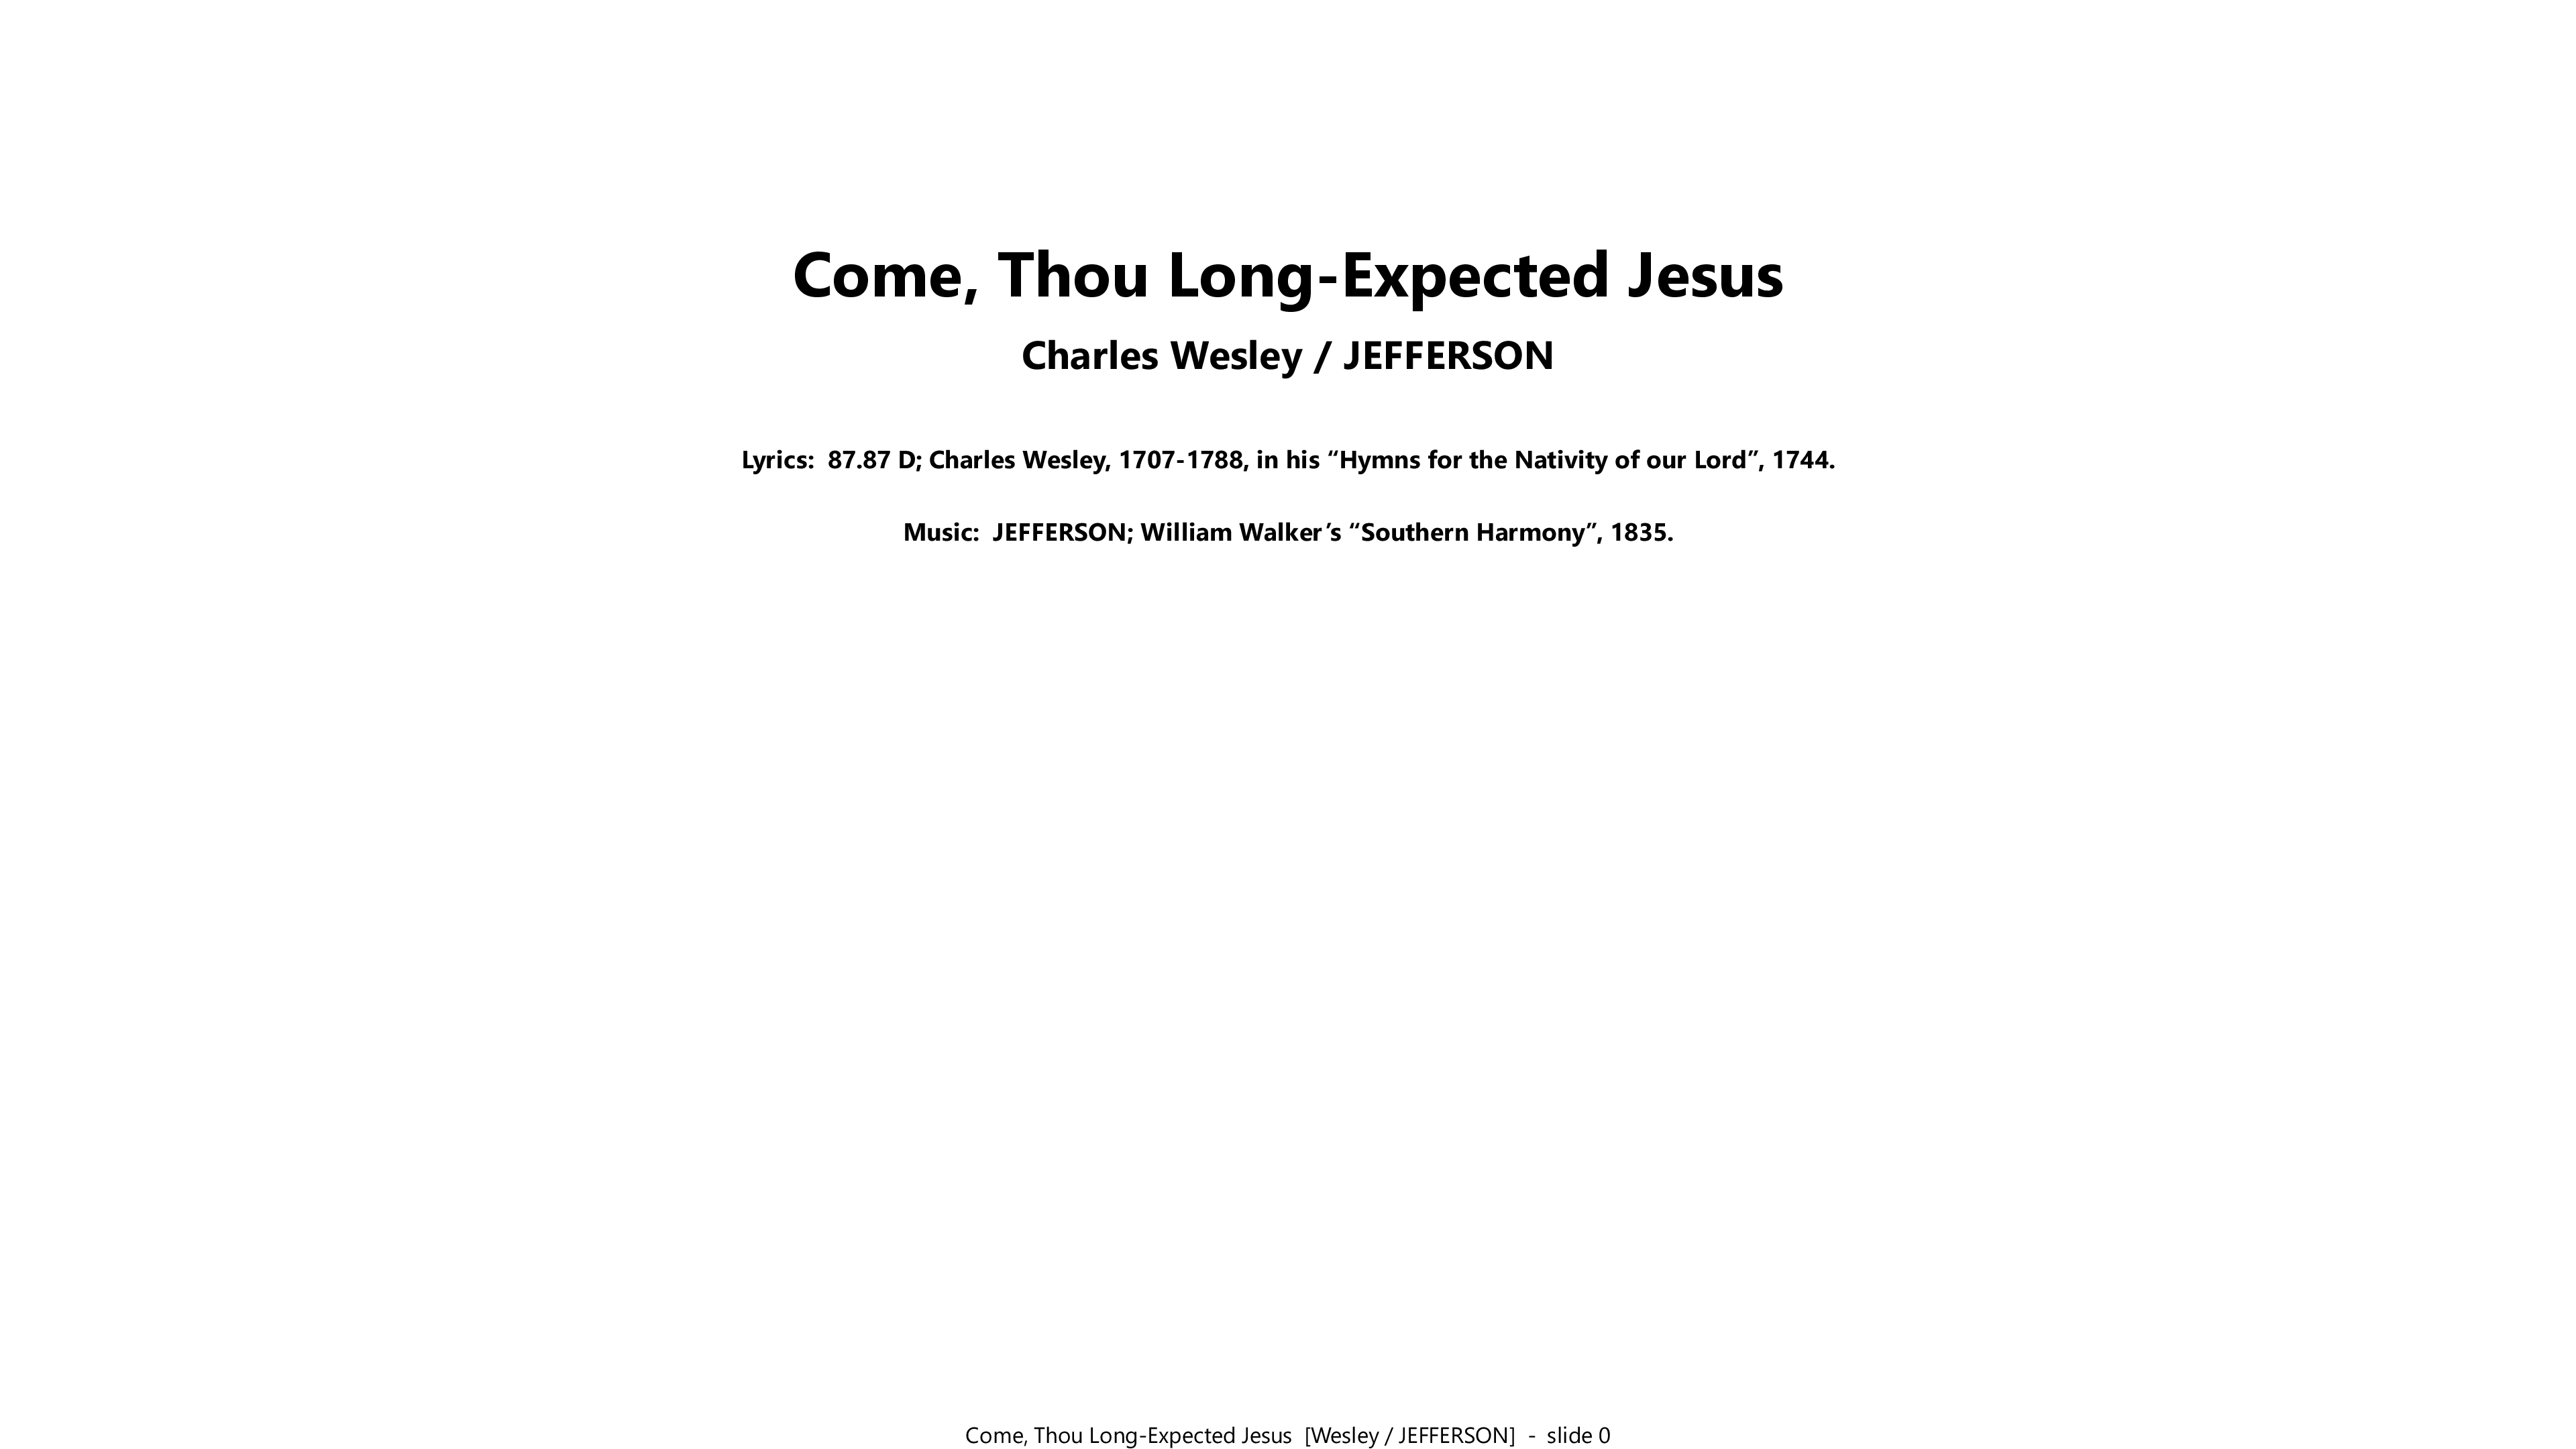 Come, Thou Long-Expected Jesus
Charles Wesley / JEFFERSON
Lyrics:  87.87 D; Charles Wesley, 1707-1788, in his “Hymns for the Nativity of our Lord”, 1744.
Music:  JEFFERSON; William Walker’s “Southern Harmony”, 1835.
Come, Thou Long-Expected Jesus  [Wesley / JEFFERSON]  -  slide 0